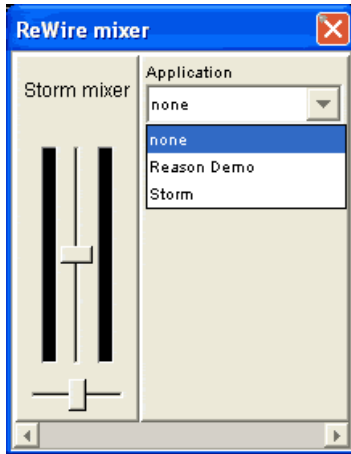 ReWire mixer
Storm mixer
Application
none
none
Reason Demo
Storm